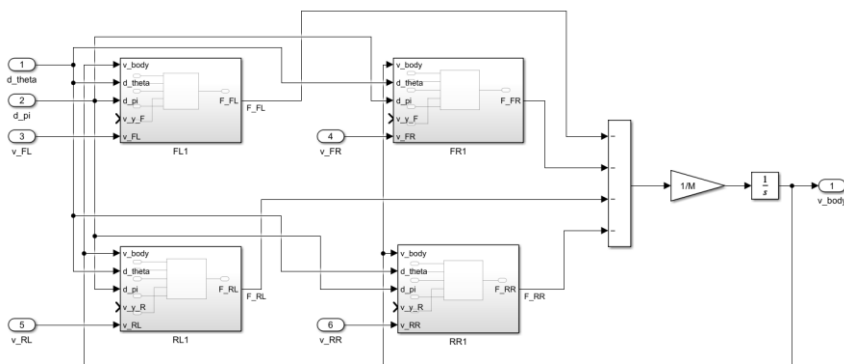 1
d_theta
2
d_pi
3
v_FL
v_body
d_theta
d_pi
v_y_F
v_FL
F_FL
F_FL
FL1
4
v_FR
v_body
d_theta
d_pi
v_y_F
v_FR
F_FR
F_FR
FR1
5
v_RL
v_body
d_theta
d_pi
v_y_R
v_RL
F_RL
F_RL
RL1
6
v_RR
v_body
d_theta
d_pi
v_y_R
v_RR
F_RR
F_RR
RR1
−
−
−
−
1/M
1
s
1
v_body